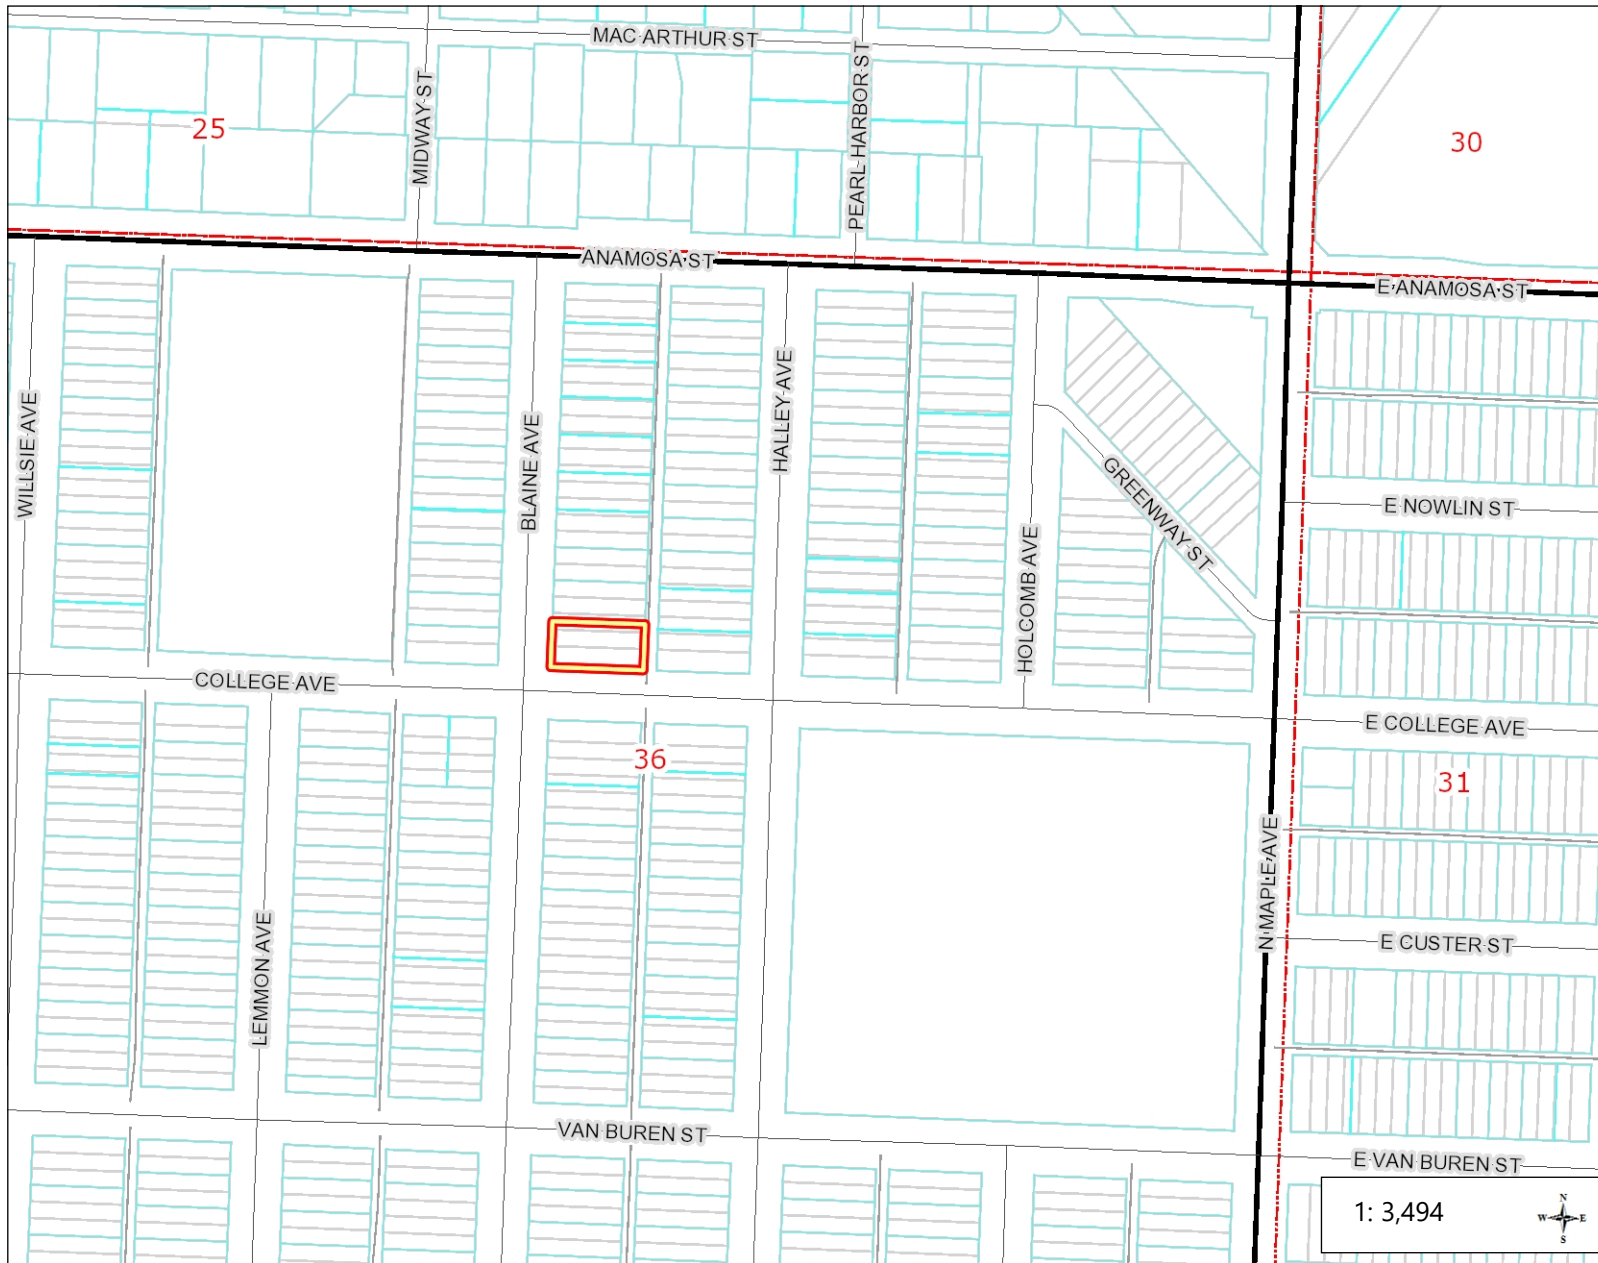 MAC ARTHUR ST
MIDWAY ST
PEARL HARBOR ST
25
30
ANAMOSA ST
E ANAMOSA ST
WILLSIE AVE
BLAINE AVE
HALLEY AVE
GREENWAY ST
HOLCOMB AVE
E NOWLIN ST
COLLEGE AVE
E COLLEGE AVE
36
31
LEMMON AVE
N MAPLE AVE
E CUSTER ST
VAN BUREN ST
E VAN BUREN ST
1: 3,494
N
W E
S